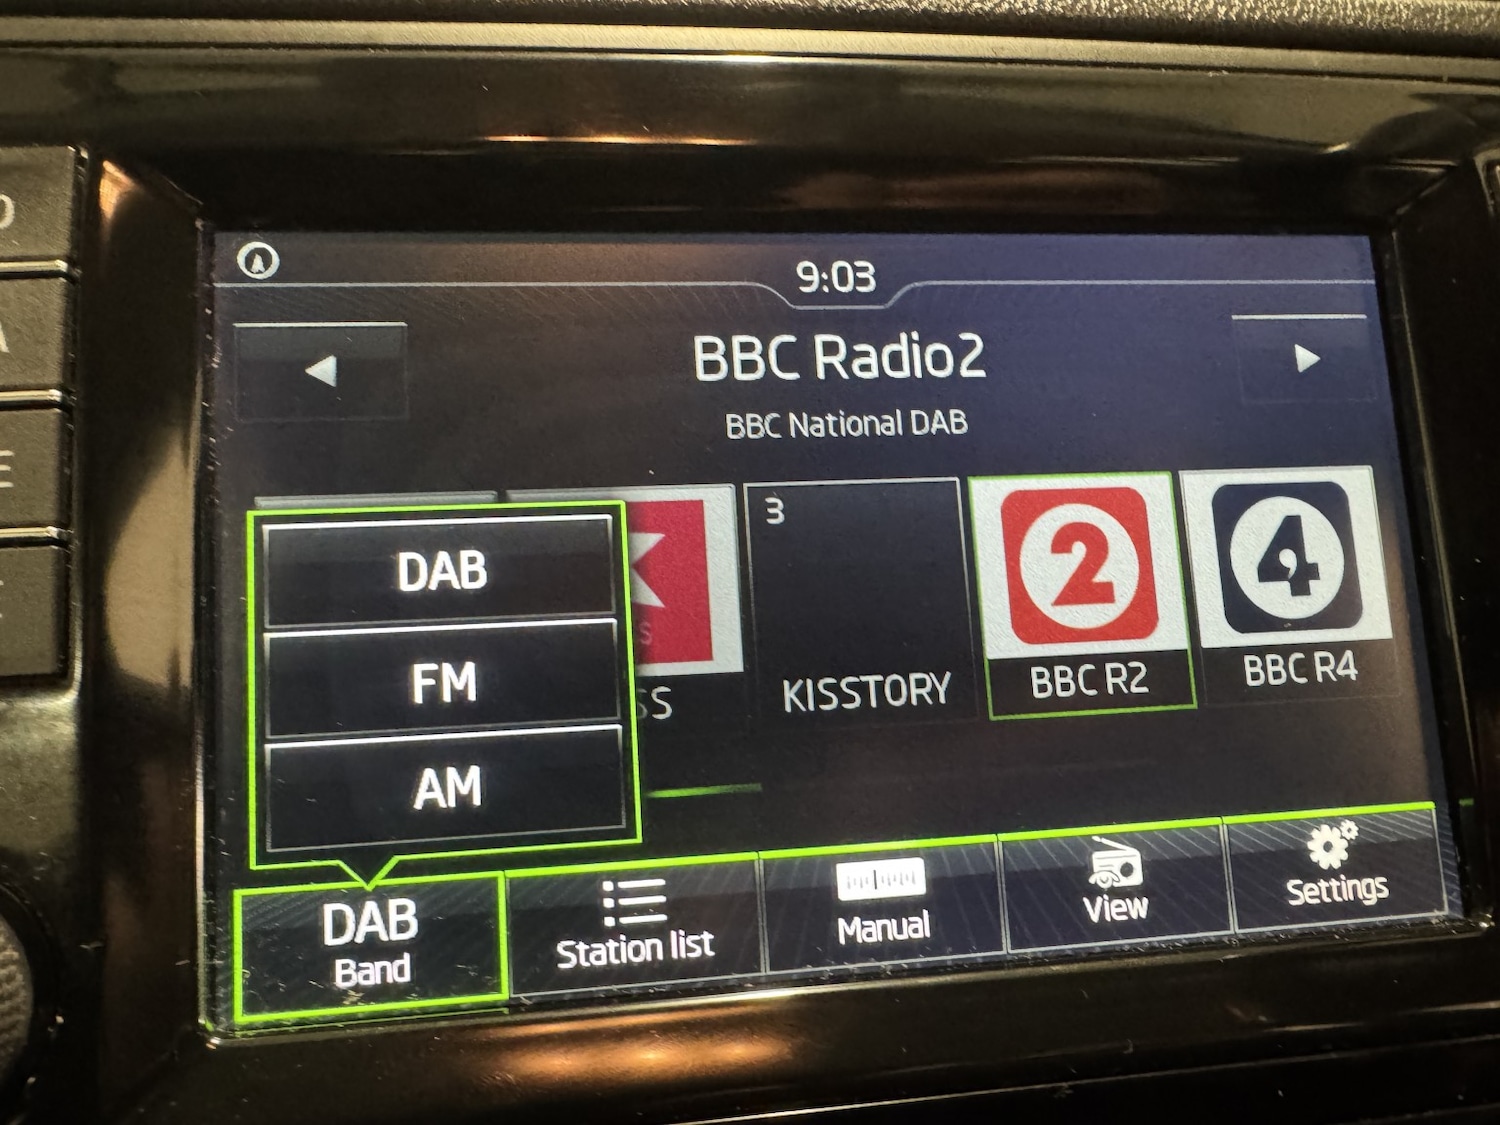 9:03
BBC Radio2
BBC National DAB
3
2
4
KISSTORY
BBC R2
BBC R4
DAB
FM
AM
DAB
Band
Station list
Manual
View
Settings